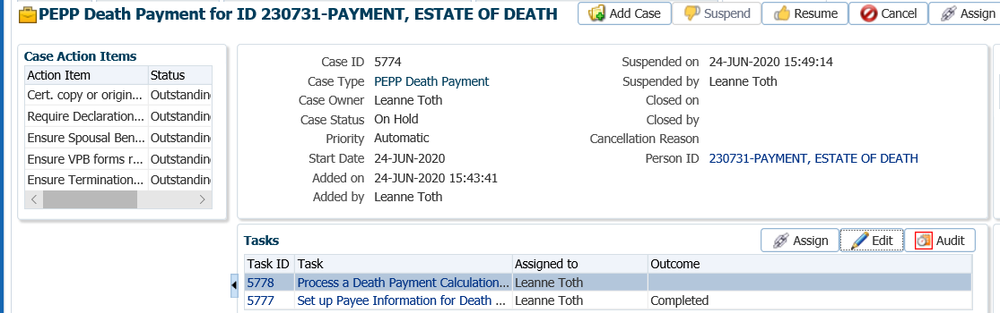 PEPP Death Payment for ID 230731-PAYMENT, ESTATE OF DEATH
Add Case Suspend Resume Cancel Assign
Case Action Items
Action Item Status
Cert. copy or origin... Outstandin
Require Declaration... Outstandin
Ensure Spousal Ben... Outstandin
Ensure VPB forms r... Outstandin
Ensure Termination... Outstandin
Case ID 5774
Case Type PEPP Death Payment
Case Owner Leanne Toth
Case Status On Hold
Priority Automatic
Start Date 24-JUN-2020
Added on 24-JUN-2020 15:43:41
Added by Leanne Toth
Suspended on 24-JUN-2020 15:49:14
Suspended by Leanne Toth
Closed on
Closed by
Cancellation Reason
Person ID 230731-PAYMENT, ESTATE OF DEATH
Tasks
Assign Edit Audit
Task ID Task Assigned to Outcome
5778 Process a Death Payment Calculation... Leanne Toth
5777 Set up Payee Information for Death ... Leanne Toth Completed